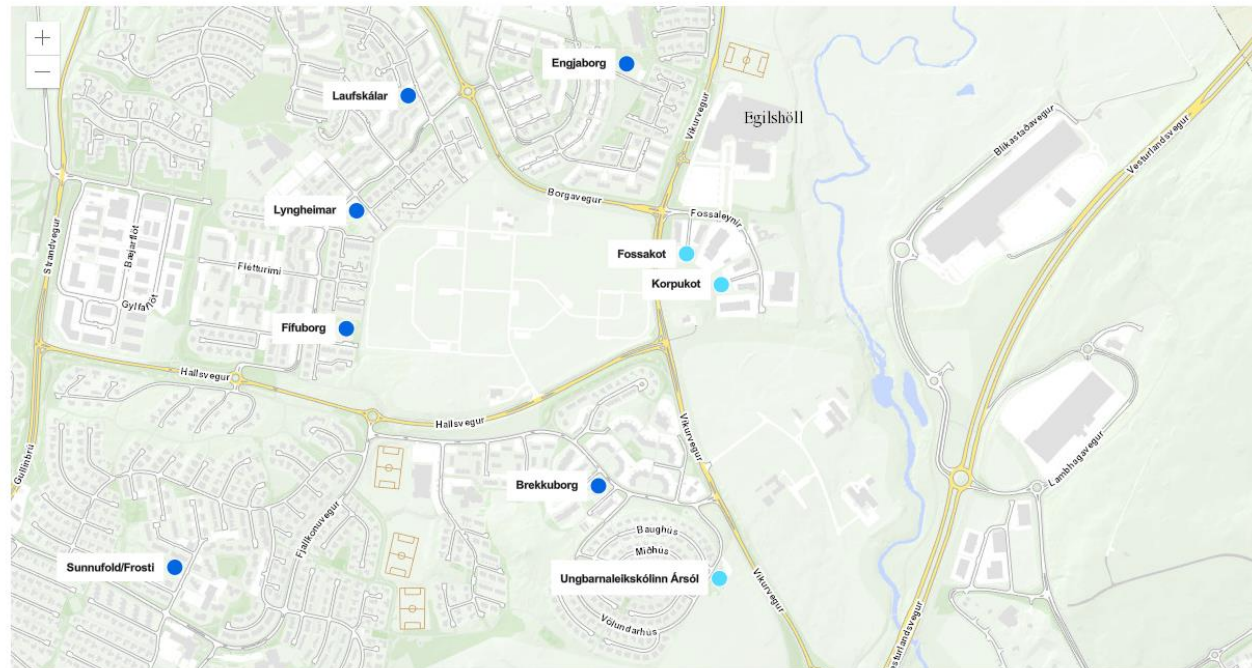 +
−
Engjaborg
Laufskálar
Egilshöll
Víkurvegur
Blikastaðavegur
Vesturlandsvegur
Borgavegur
Lyngheimar
Fossaleynir
Strandvegur
Bæjarflöt
Fossakot
Fléttunimi
Korpukot
Gylfaflöt
Fífuborg
Hallsvegur
Hallsvegur
Víkurvegur
Lambhagavegur
Gullinbrú
Brekkuborg
Fjallkonuvegur
Baughús
Miðhús
Sunnufold/Frosti
Ungbarnaleikskólinn Ársól
Víkurvegur
Völundarhús
Vesturlandsvegur